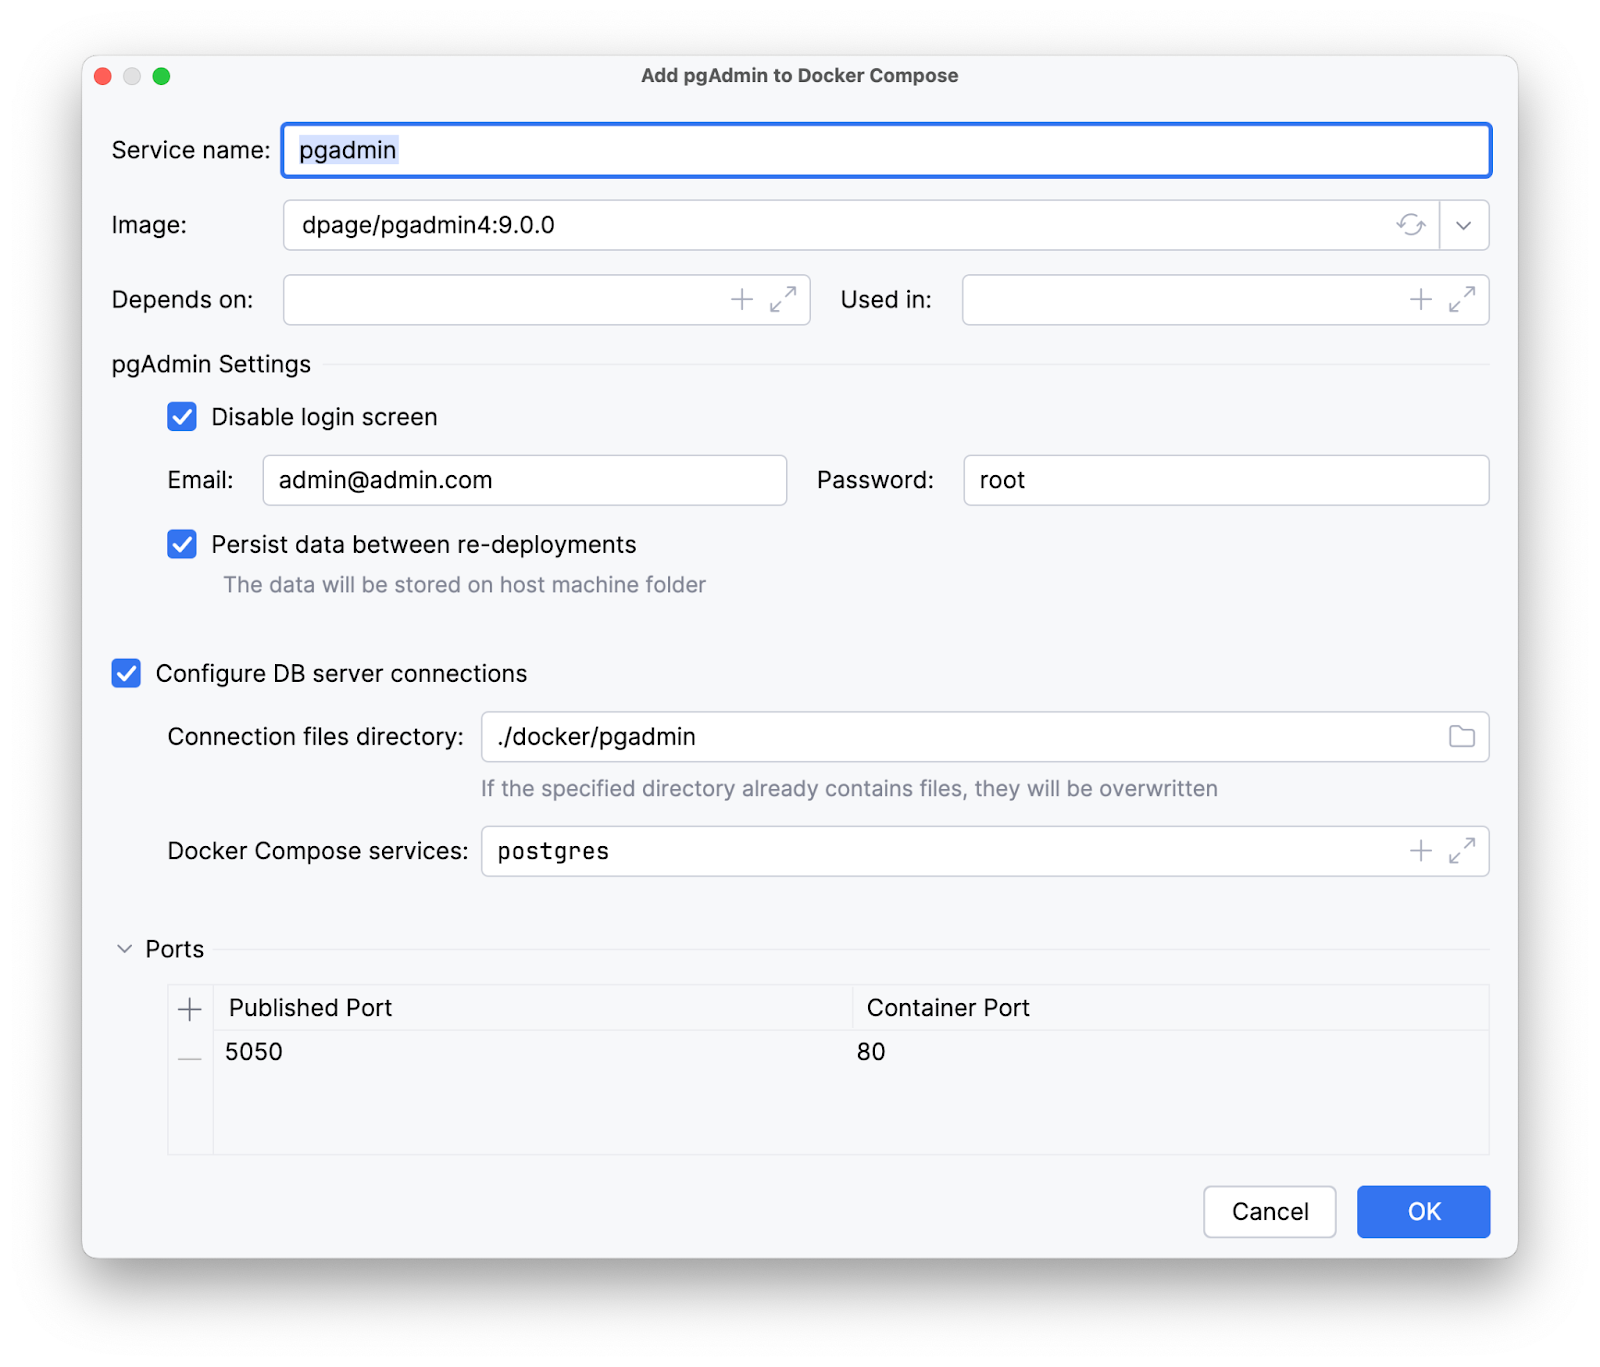 Add pgAdmin to Docker Compose
Service name: pgadmin
Image: dpage/pgadmin4:9.0.0
Depends on: Used in:
pgAdmin Settings
Disable login screen
Email: admin@admin.com Password: root
Persist data between re-deployments
The data will be stored on host machine folder
Configure DB server connections
Connection files directory: ./docker/pgadmin
If the specified directory already contains files, they will be overwritten
Docker Compose services: postgres
Ports
Published Port Container Port
5050 80
Cancel OK